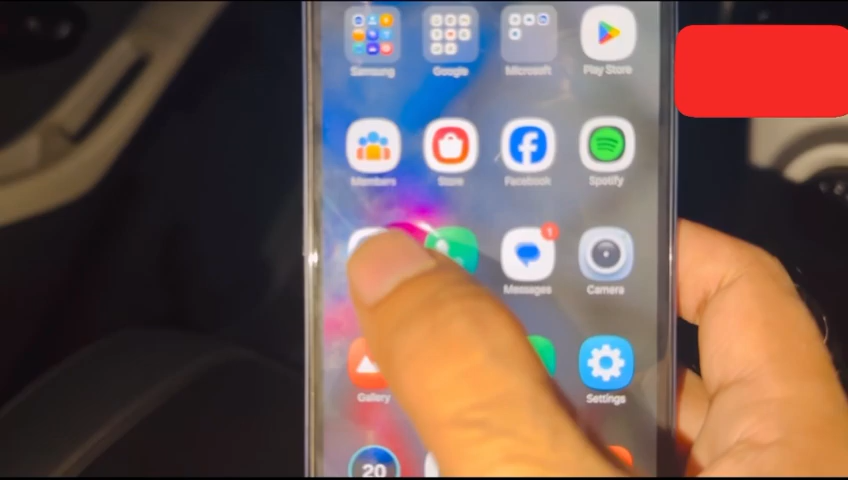 Samsung
Google
Microsoft
Play Store
Members
Store
Facebook
Spotify
1
Messages
Camera
Gallery
Settings
20